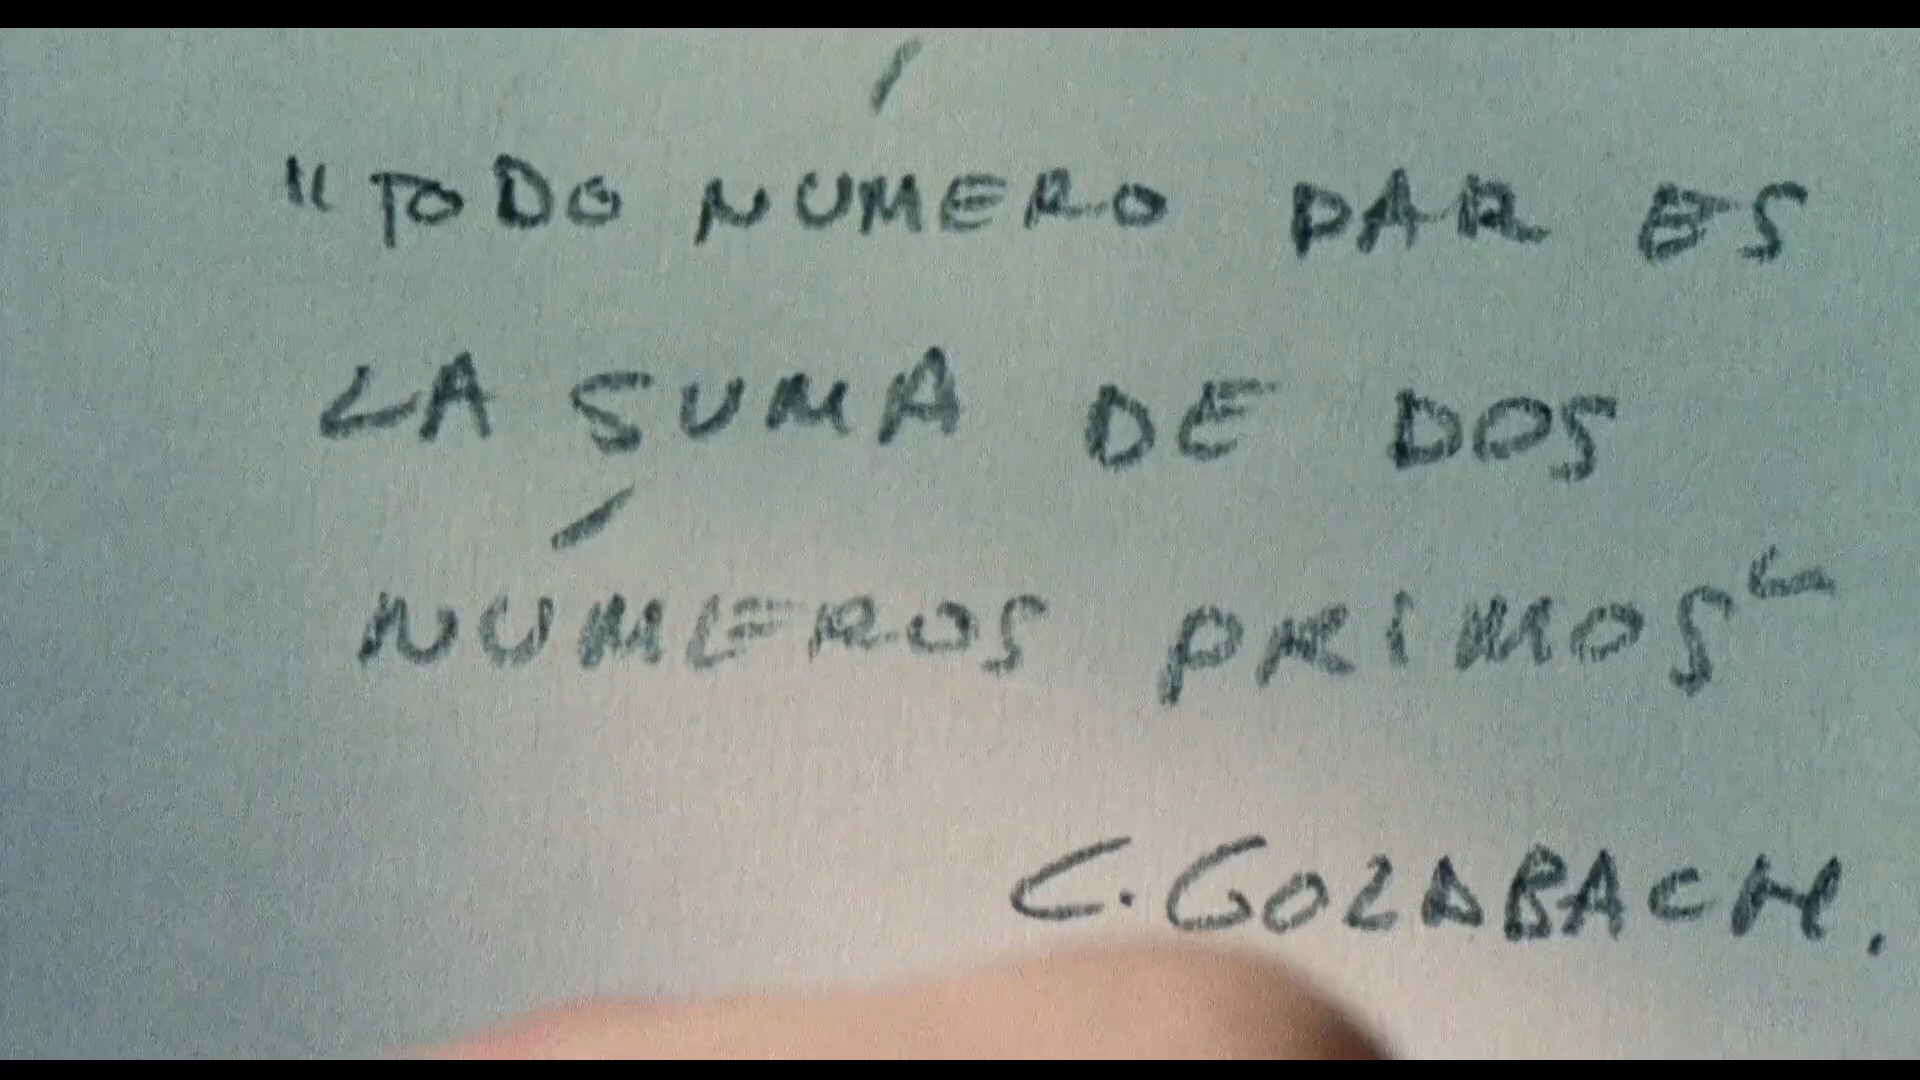 "TODO NÚMERO PAR ES
LA SUMA DE DOS
NÚMEROS PRIMOS"
C. GOLDBACH.